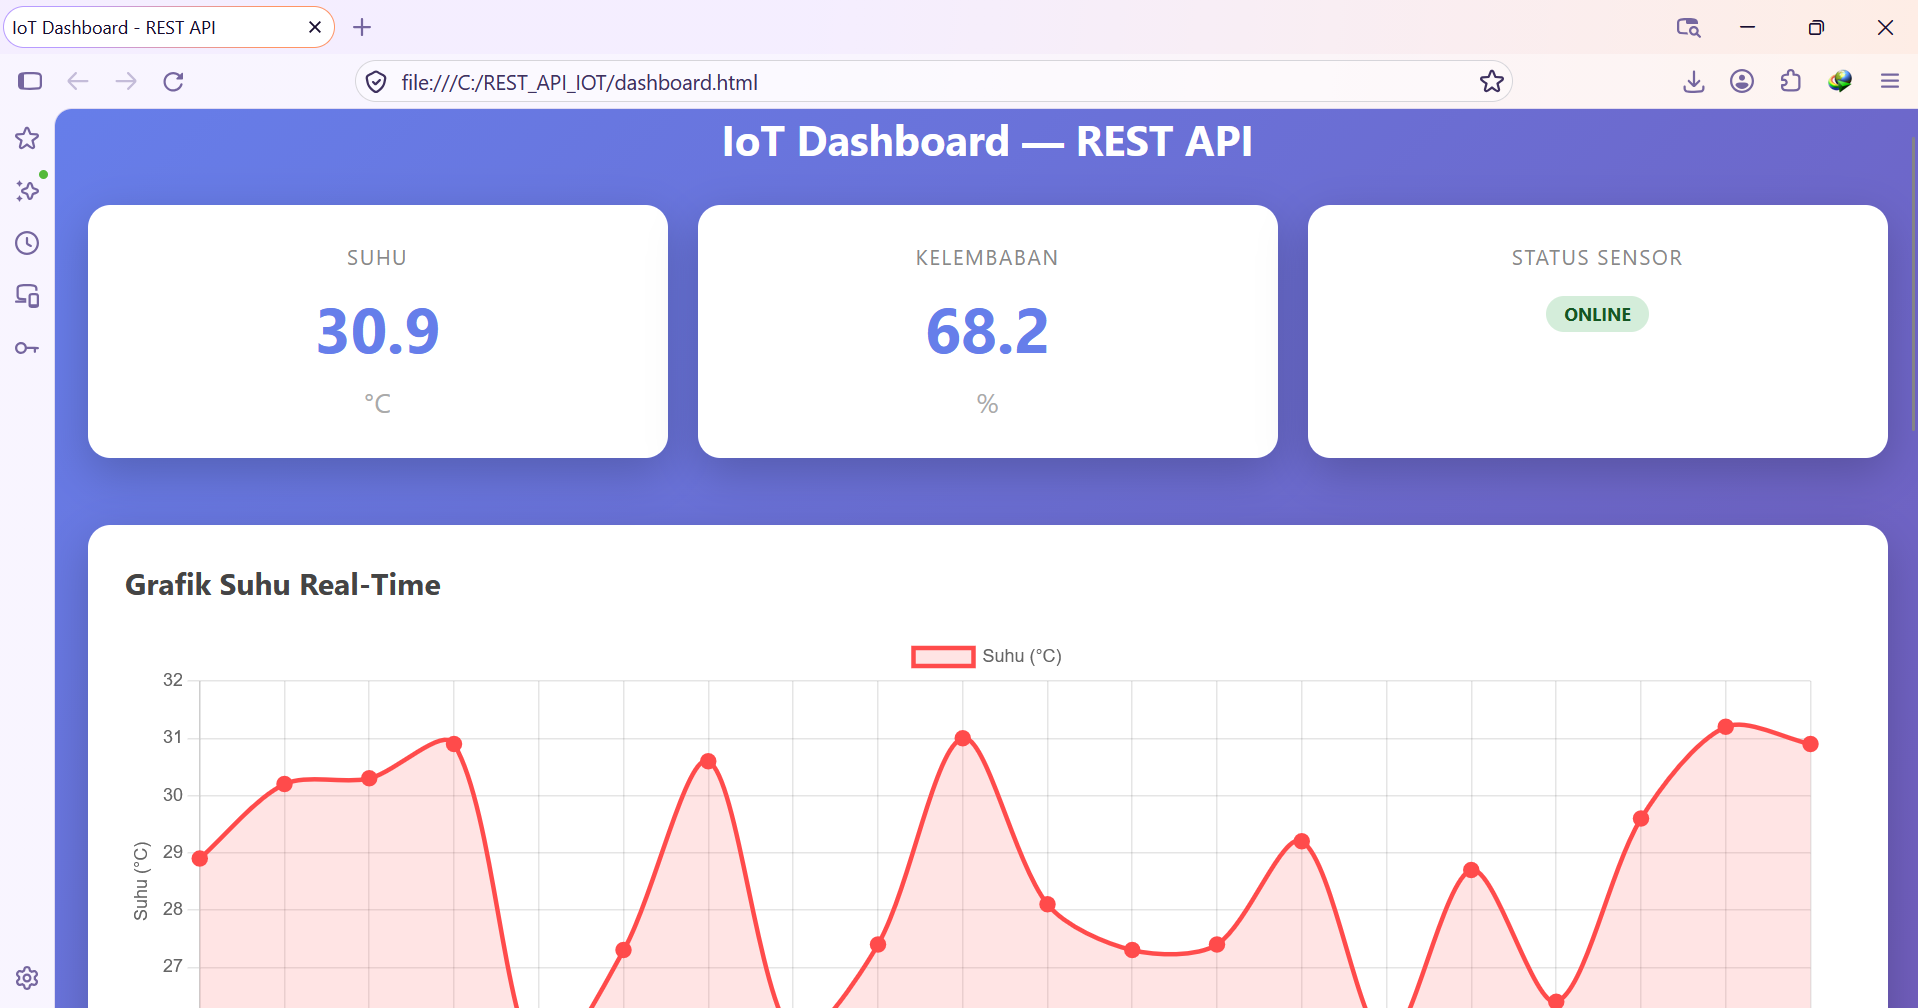 IoT Dashboard - REST API
file:///C:/REST_API_IOT/dashboard.html
IoT Dashboard — REST API
SUHU
30.9
°C
KELEMBABAN
68.2
%
STATUS SENSOR
ONLINE
Grafik Suhu Real-Time
Suhu (°C)
32
31
30
29
28
27
Suhu (°C)